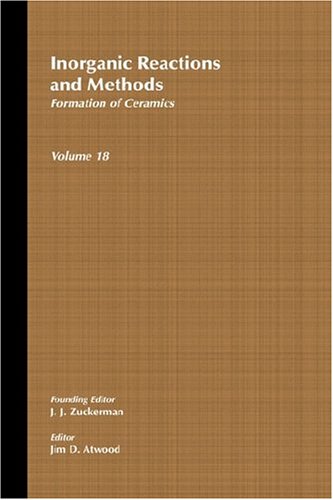 Inorganic Reactions
and Methods
Formation of Ceramics
Volume 18
Founding Editor
J. J. Zuckerman
Editor
Jim D. Atwood